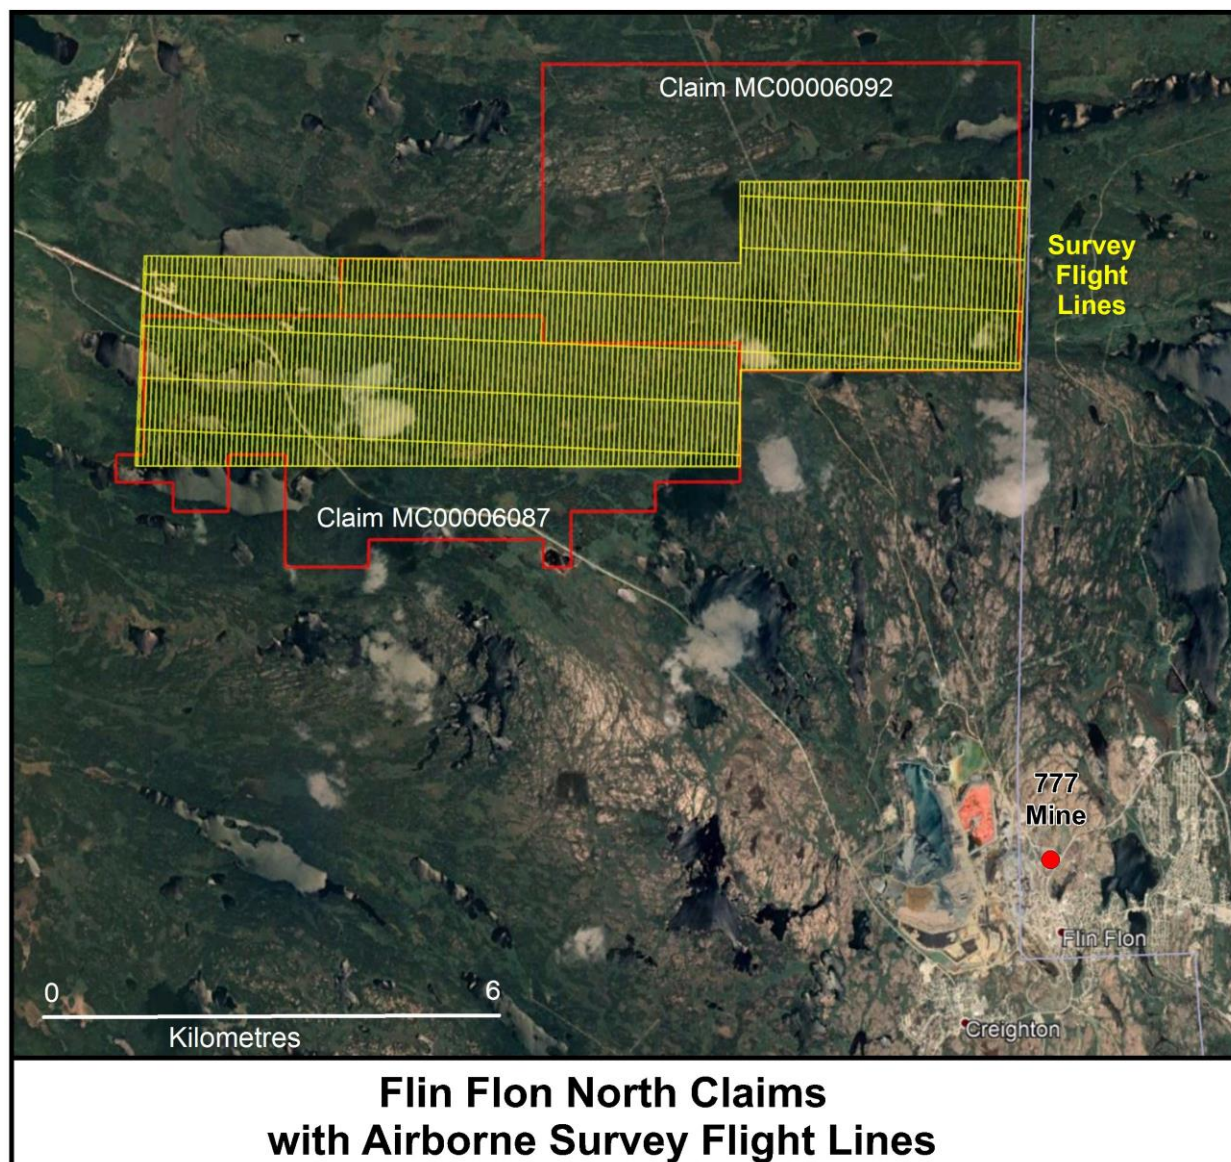 Claim MC00006092
Survey
Flight
Lines
Claim MC00006087
777
Mine
Flin Flon
0 6
Kilometres
Creighton
Flin Flon North Claims
with Airborne Survey Flight Lines